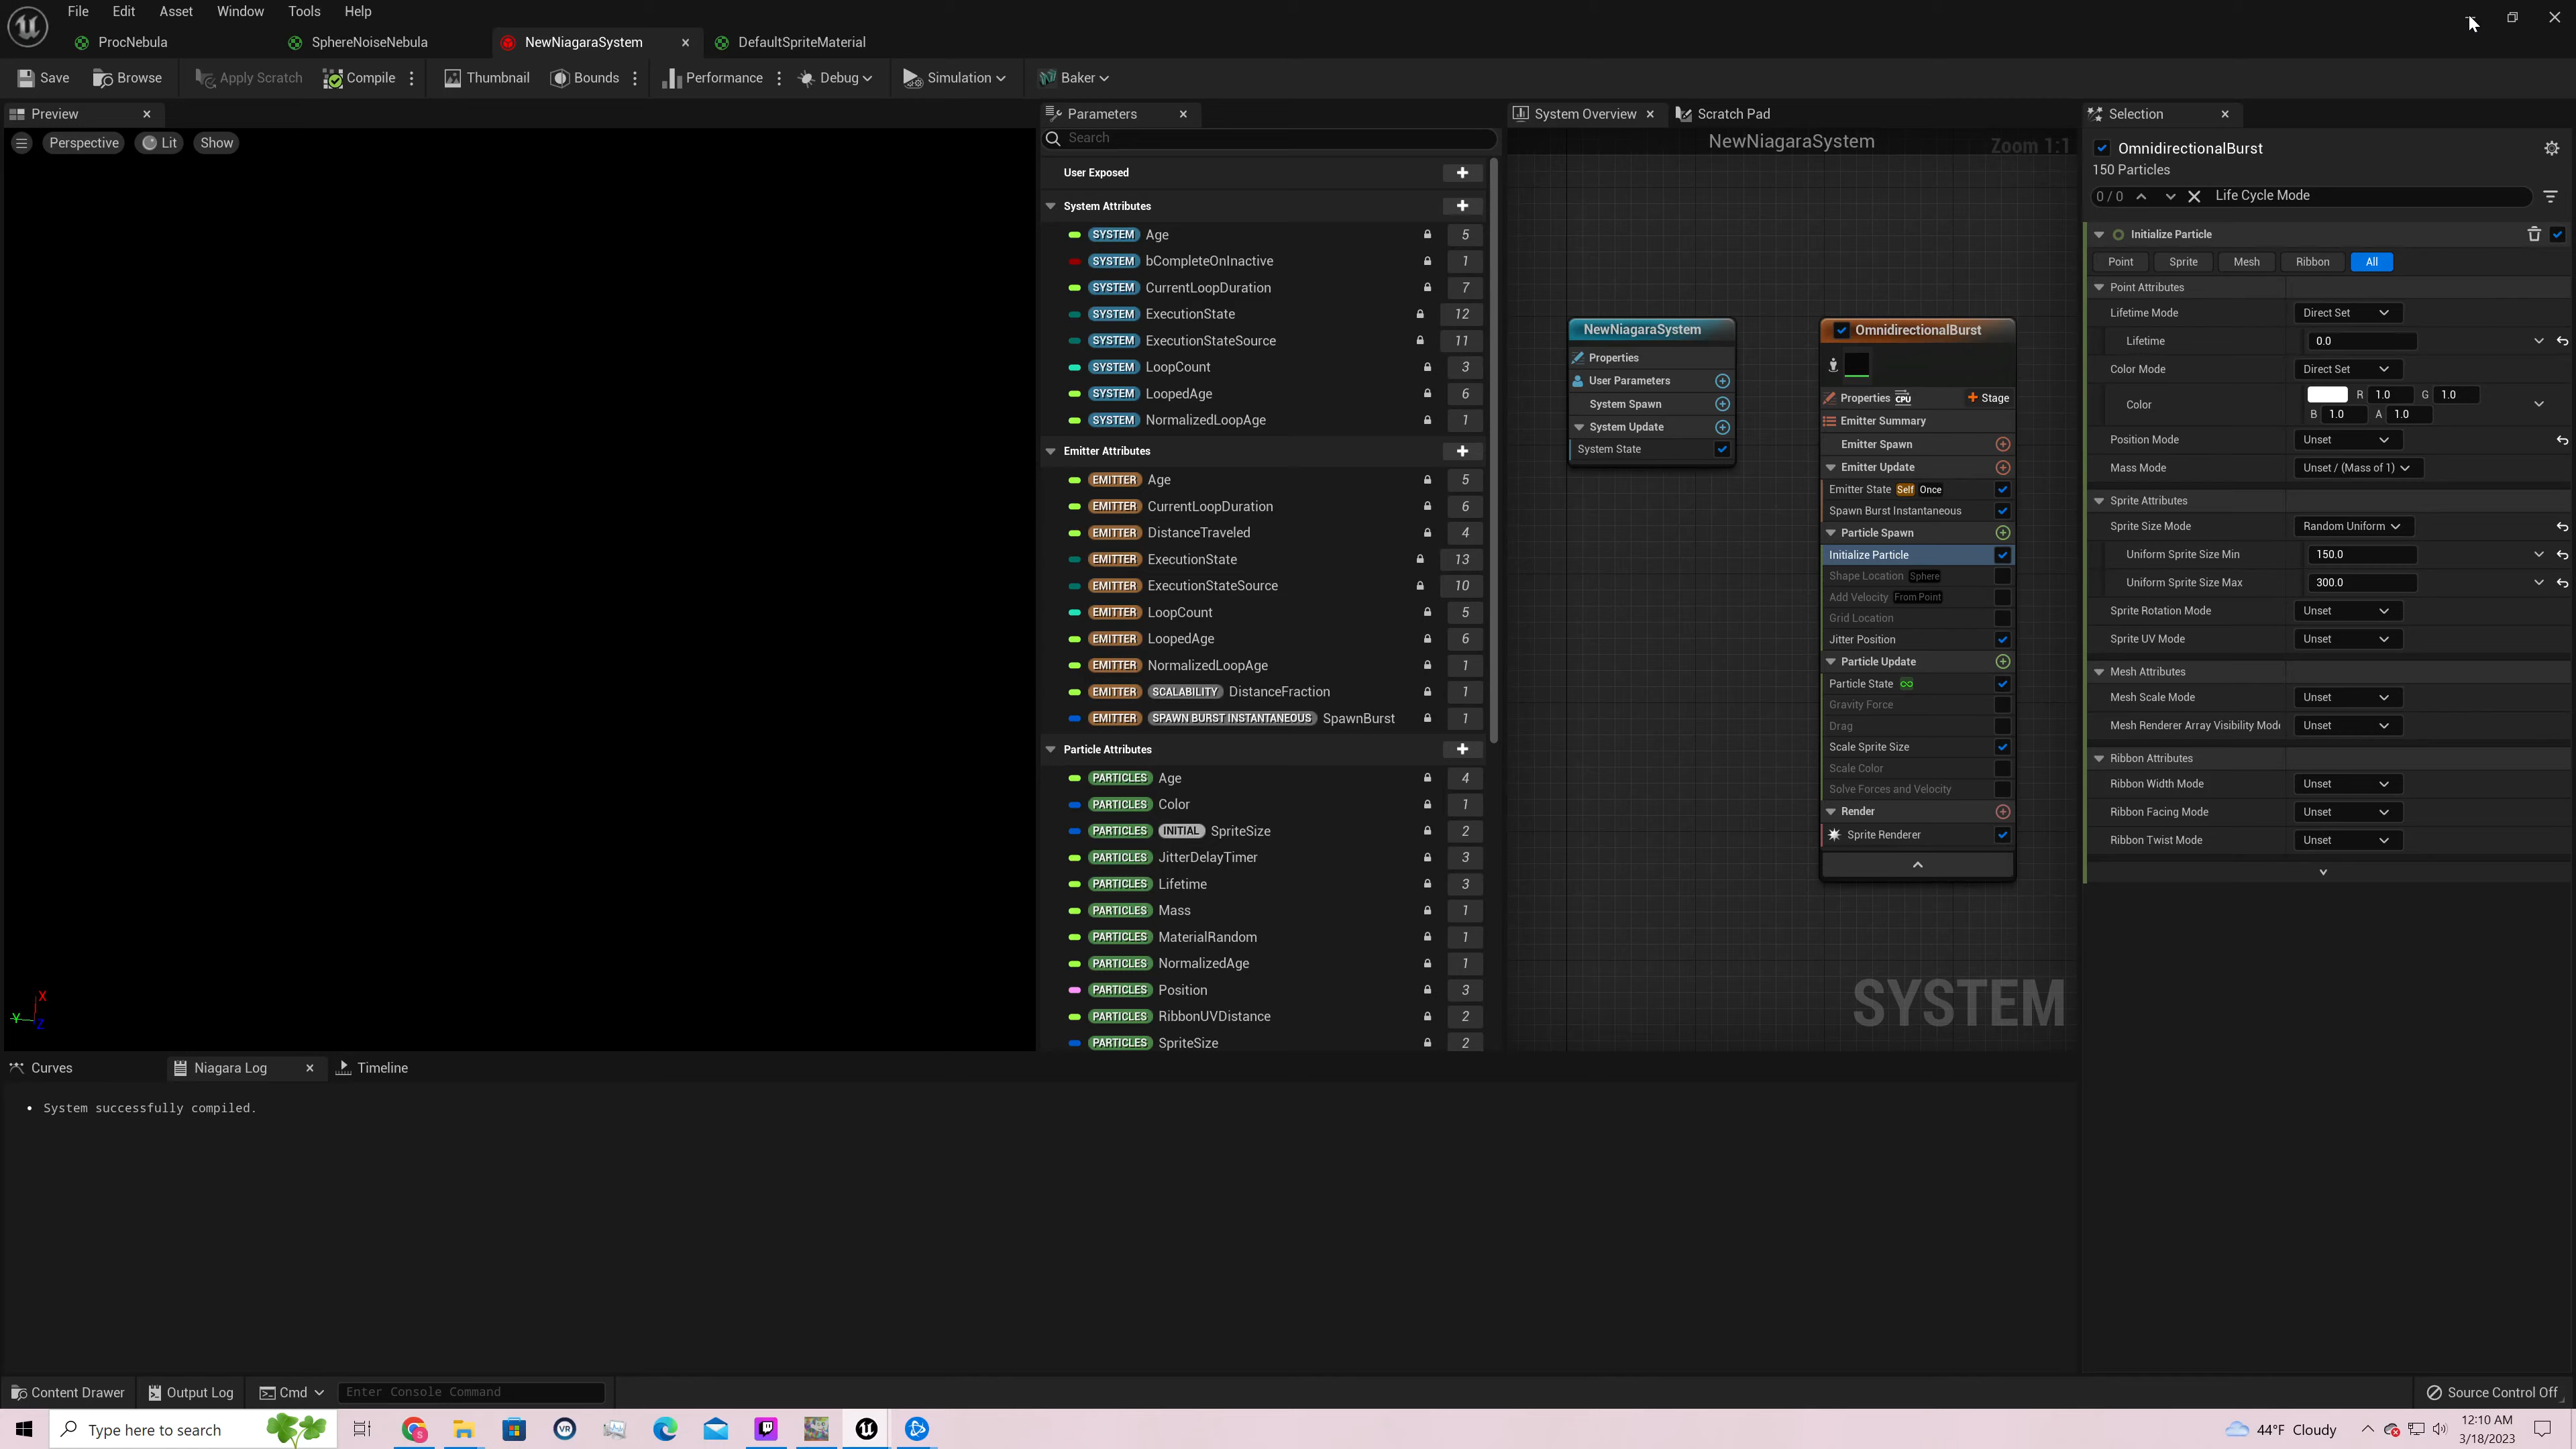 File Edit Asset Window Tools Help
ProcNebula SphereNoiseNebula NewNiagaraSystem DefaultSpriteMaterial
Save Browse Apply Scratch Compile Thumbnail Bounds Performance Debug Simulation Baker
Preview
Perspective Lit Show
X
Y
Z
Parameters
Search
User Exposed
System Attributes
SYSTEM Age 5
SYSTEM bCompleteOnInactive 1
SYSTEM CurrentLoopDuration 7
SYSTEM ExecutionState 12
SYSTEM ExecutionStateSource 11
SYSTEM LoopCount 3
SYSTEM LoopedAge 6
SYSTEM NormalizedLoopAge 1
Emitter Attributes
EMITTER Age 5
EMITTER CurrentLoopDuration 6
EMITTER DistanceTraveled 4
EMITTER ExecutionState 13
EMITTER ExecutionStateSource 10
EMITTER LoopCount 5
EMITTER LoopedAge 6
EMITTER NormalizedLoopAge 1
EMITTER SCALABILITY DistanceFraction 1
EMITTER SPAWN BURST INSTANTANEOUS SpawnBurst 1
Particle Attributes
PARTICLES Age 4
PARTICLES Color 1
PARTICLES INITIAL SpriteSize 2
PARTICLES JitterDelayTimer 3
PARTICLES Lifetime 3
PARTICLES Mass 1
PARTICLES MaterialRandom 1
PARTICLES NormalizedAge 1
PARTICLES Position 3
PARTICLES RibbonUVDistance 2
PARTICLES SpriteSize 2
System Overview Scratch Pad
NewNiagaraSystem Zoom 1:1
NewNiagaraSystem
Properties
User Parameters
System Spawn
System Update
System State
OmnidirectionalBurst
Properties CPU Stage
Emitter Summary
Emitter Spawn
Emitter Update
Emitter State Self Once
Spawn Burst Instantaneous
Particle Spawn
Initialize Particle
Shape Location Sphere
Add Velocity From Point
Grid Location
Jitter Position
Particle Update
Particle State
Gravity Force
Drag
Scale Sprite Size
Scale Color
Solve Forces and Velocity
Render
Sprite Renderer
SYSTEM
Selection
OmnidirectionalBurst
150 Particles
0 / 0 Life Cycle Mode
Initialize Particle
Point Sprite Mesh Ribbon All
Point Attributes
Lifetime Mode Direct Set
Lifetime 0.0
Color Mode Direct Set
Color R 1.0 G 1.0
B 1.0 A 1.0
Position Mode Unset
Mass Mode Unset / (Mass of 1)
Sprite Attributes
Sprite Size Mode Random Uniform
Uniform Sprite Size Min 150.0
Uniform Sprite Size Max 300.0
Sprite Rotation Mode Unset
Sprite UV Mode Unset
Mesh Attributes
Mesh Scale Mode Unset
Mesh Renderer Array Visibility Mode Unset
Ribbon Attributes
Ribbon Width Mode Unset
Ribbon Facing Mode Unset
Ribbon Twist Mode Unset
Curves Niagara Log Timeline
• System successfully compiled.
Content Drawer Output Log Cmd Enter Console Command Source Control Off
Type here to search VR S 44°F Cloudy 12:10 AM
3/18/2023